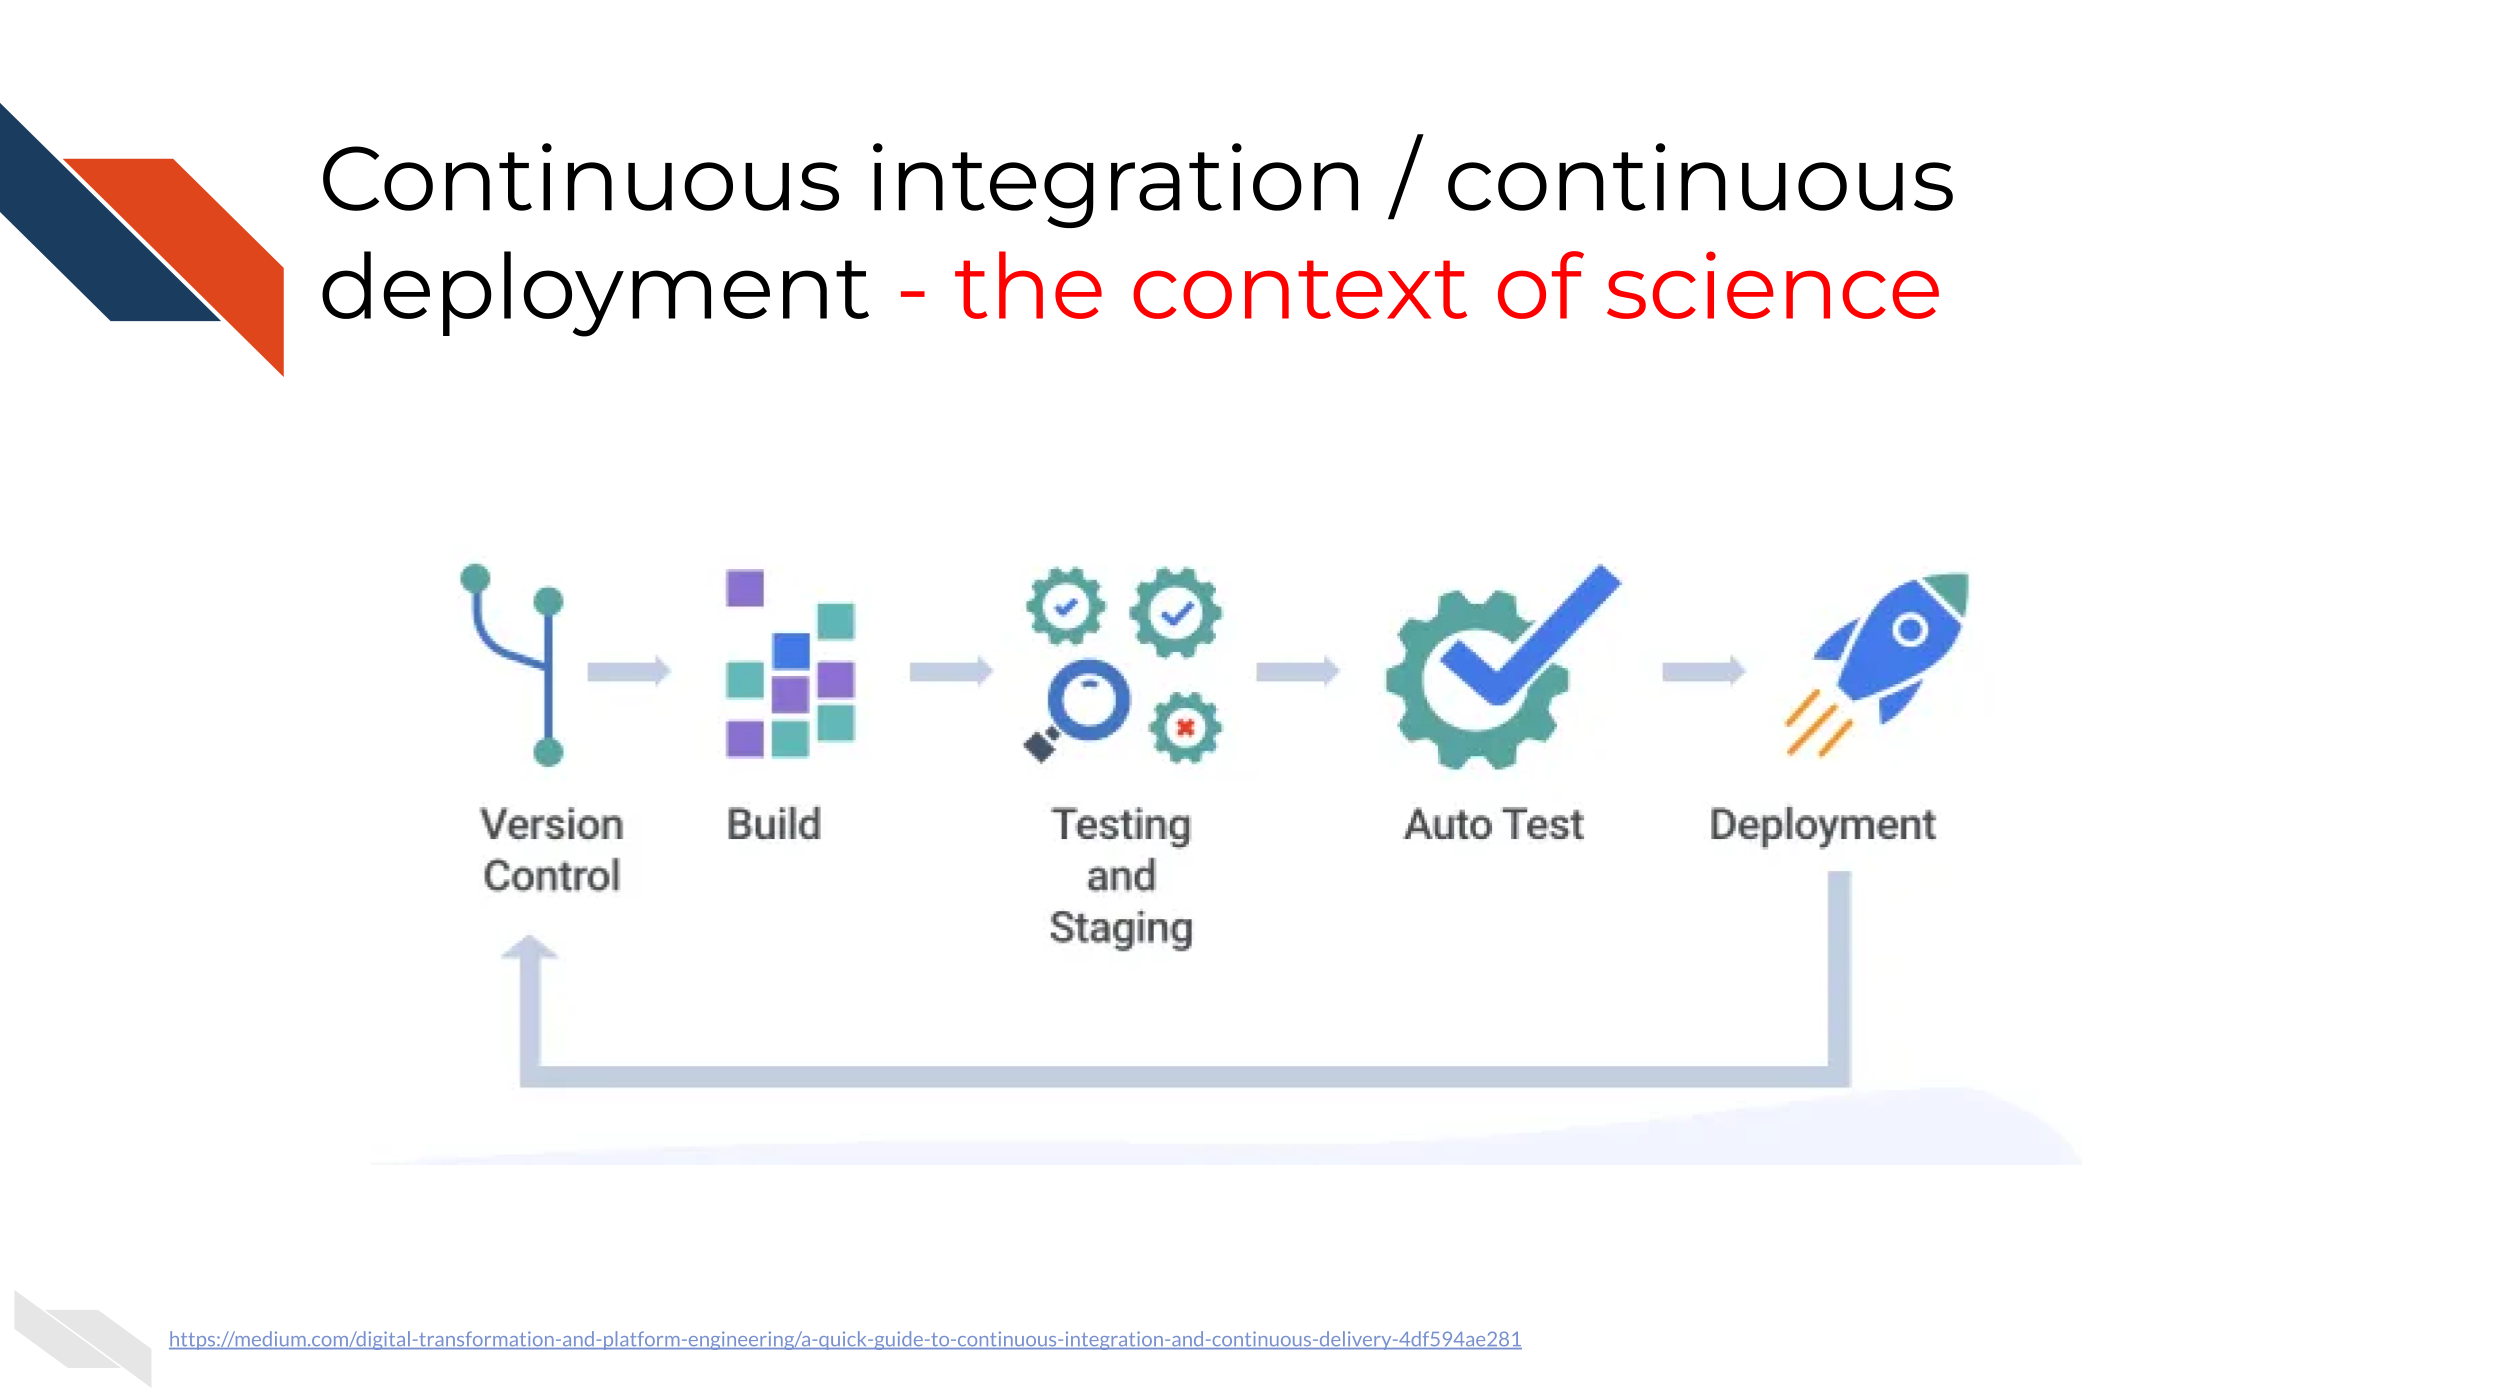 Continuous integration / continuous
deployment - the context of science
Version
Control
Build
Testing
and
Staging
Auto Test
Deployment
https://medium.com/digital-transformation-and-platform-engineering/a-quick-guide-to-continuous-integration-and-continuous-delivery-4df594ae281